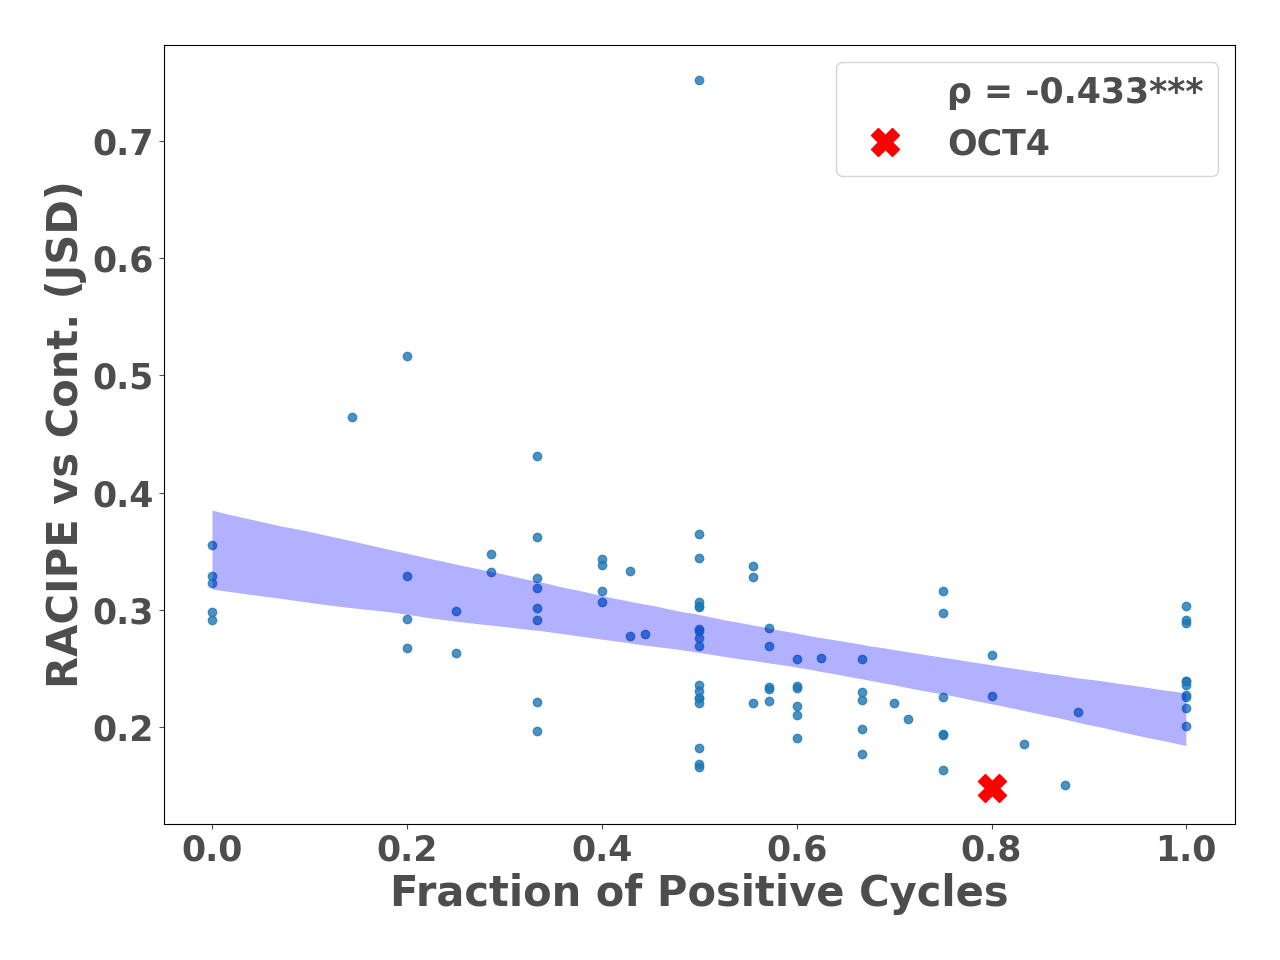 ρ = -0.433***
OCT4
RACIPE vs Cont. (JSD)
0.7
0.6
0.5
0.4
0.3
0.2
0.0 0.2 0.4 0.6 0.8 1.0
Fraction of Positive Cycles